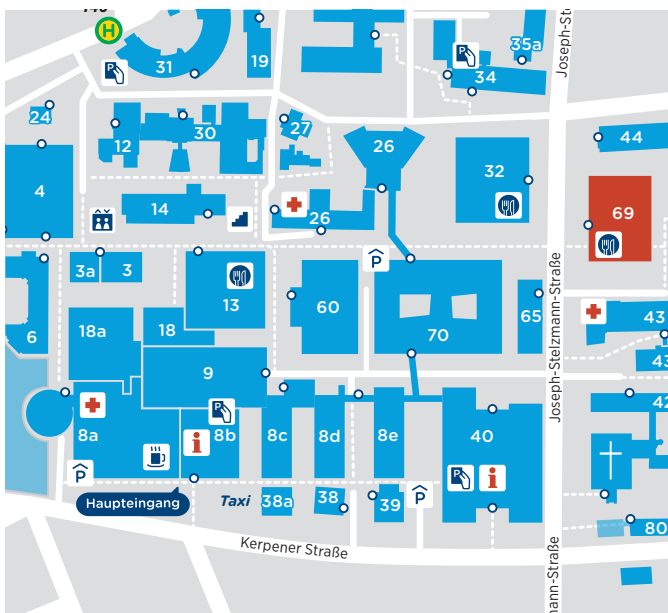 H
P
31
19
34
35a
P
Joseph-Stel
24
12
30
27
26
44
4
14
26
32
69
3a
3
13
P
60
70
65
Joseph-Stelzmann-Straße
43
6
18a
18
9
43
42
8a
P
8b
i
8c
8d
8e
40
P
i
P
P
Haupteingang
Taxi
38a
38
39
80
Kerpener Straße
mann-Straße